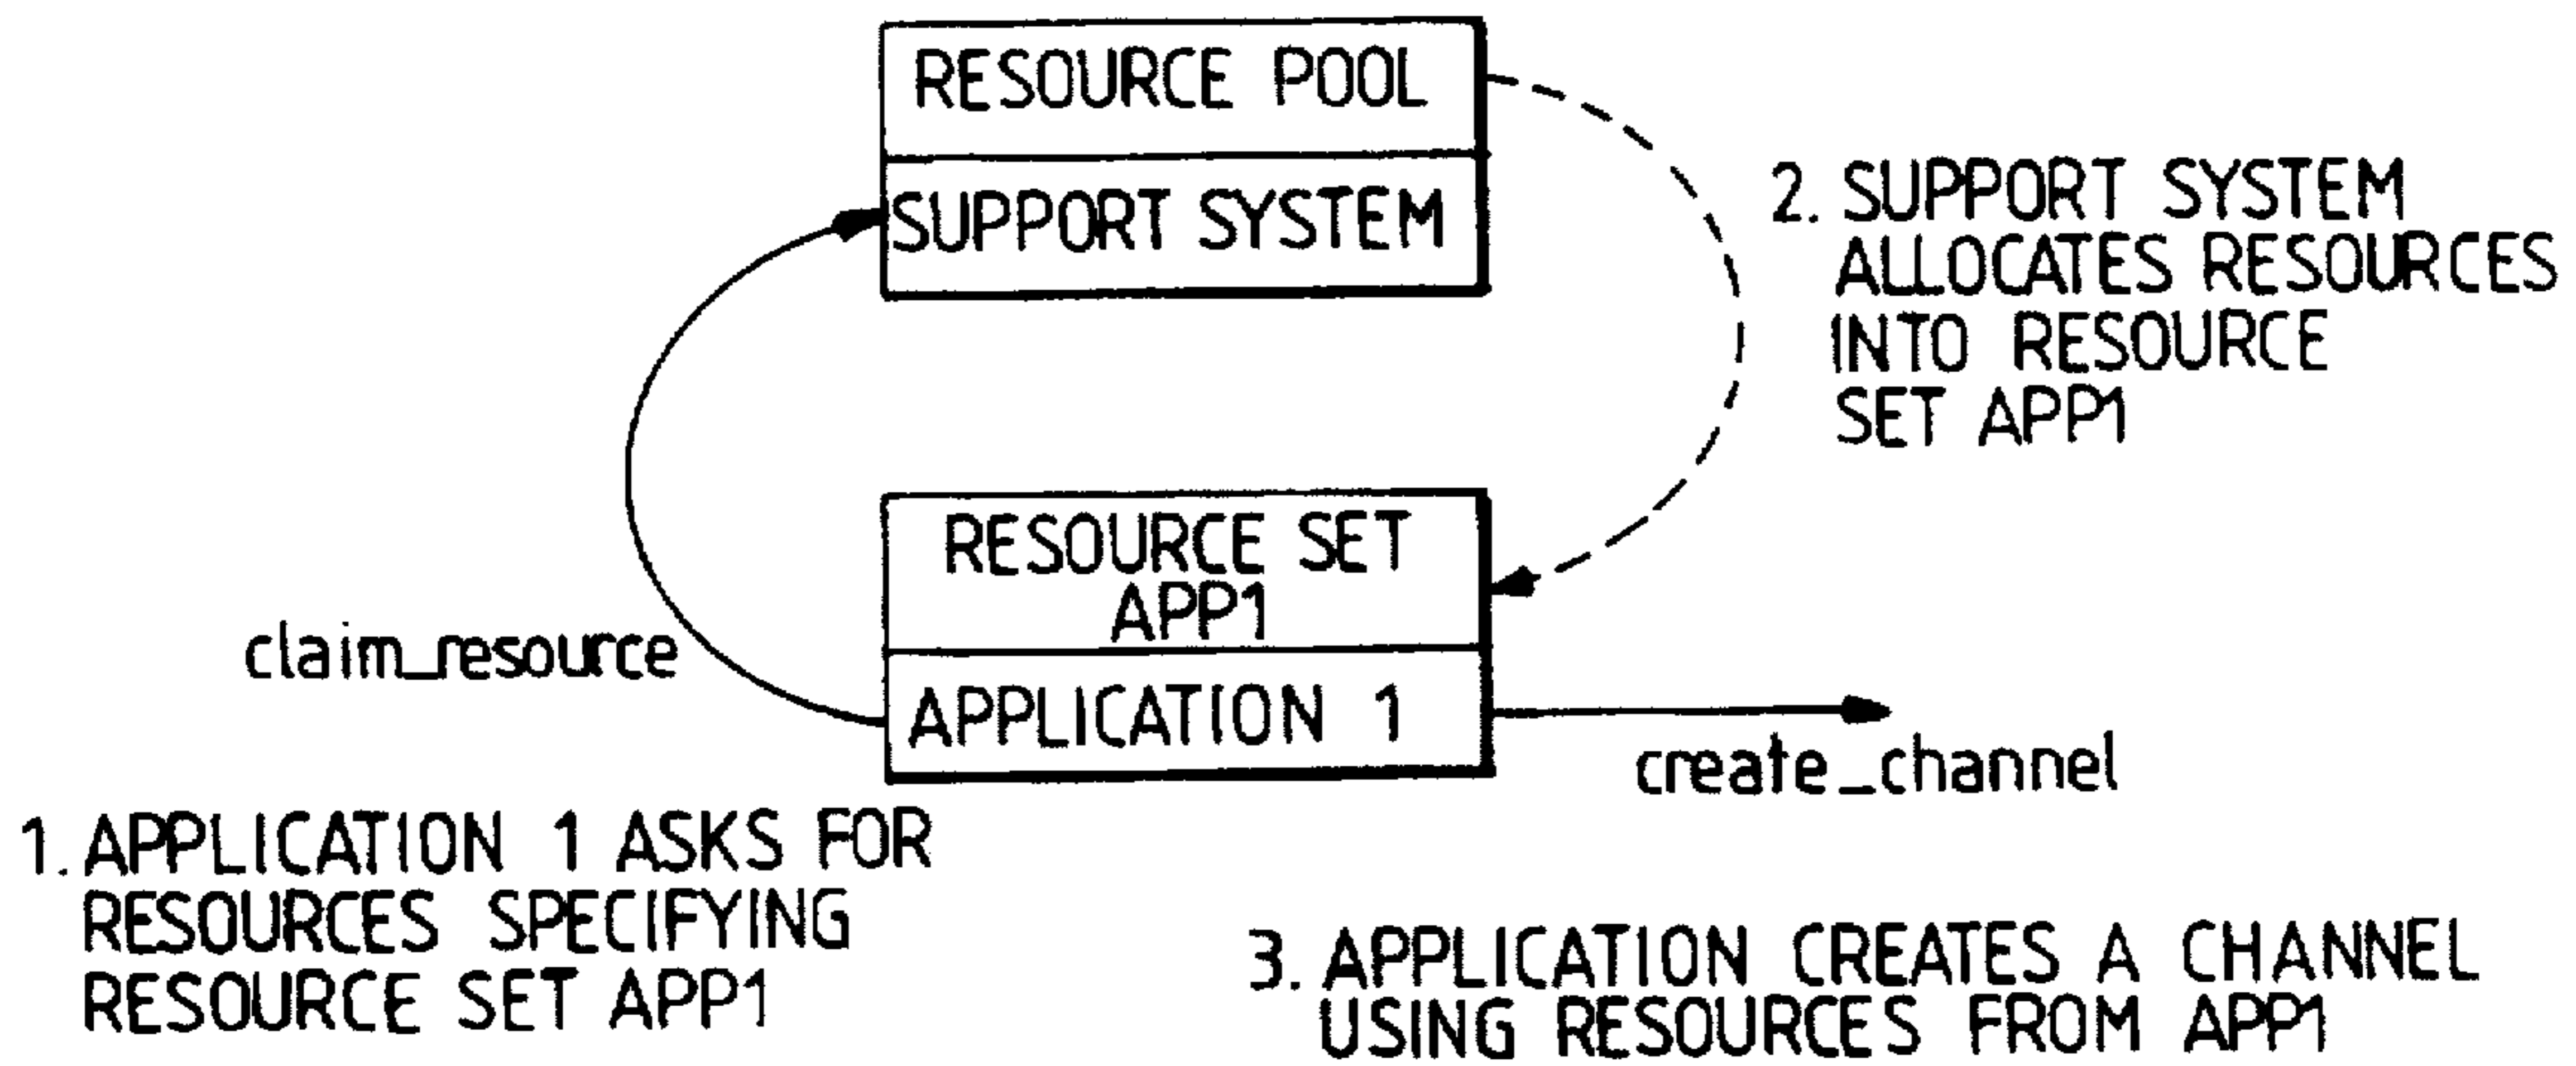 RESOURCE POOL
SUPPORT SYSTEM
2. SUPPORT SYSTEM
ALLOCATES RESOURCES
INTO RESOURCE
SET APP1
RESOURCE SET
APP1
claim_resource
APPLICATION 1
create_channel
1. APPLICATION 1 ASKS FOR
RESOURCES SPECIFYING
RESOURCE SET APP1
3. APPLICATION CREATES A CHANNEL
USING RESOURCES FROM APP1